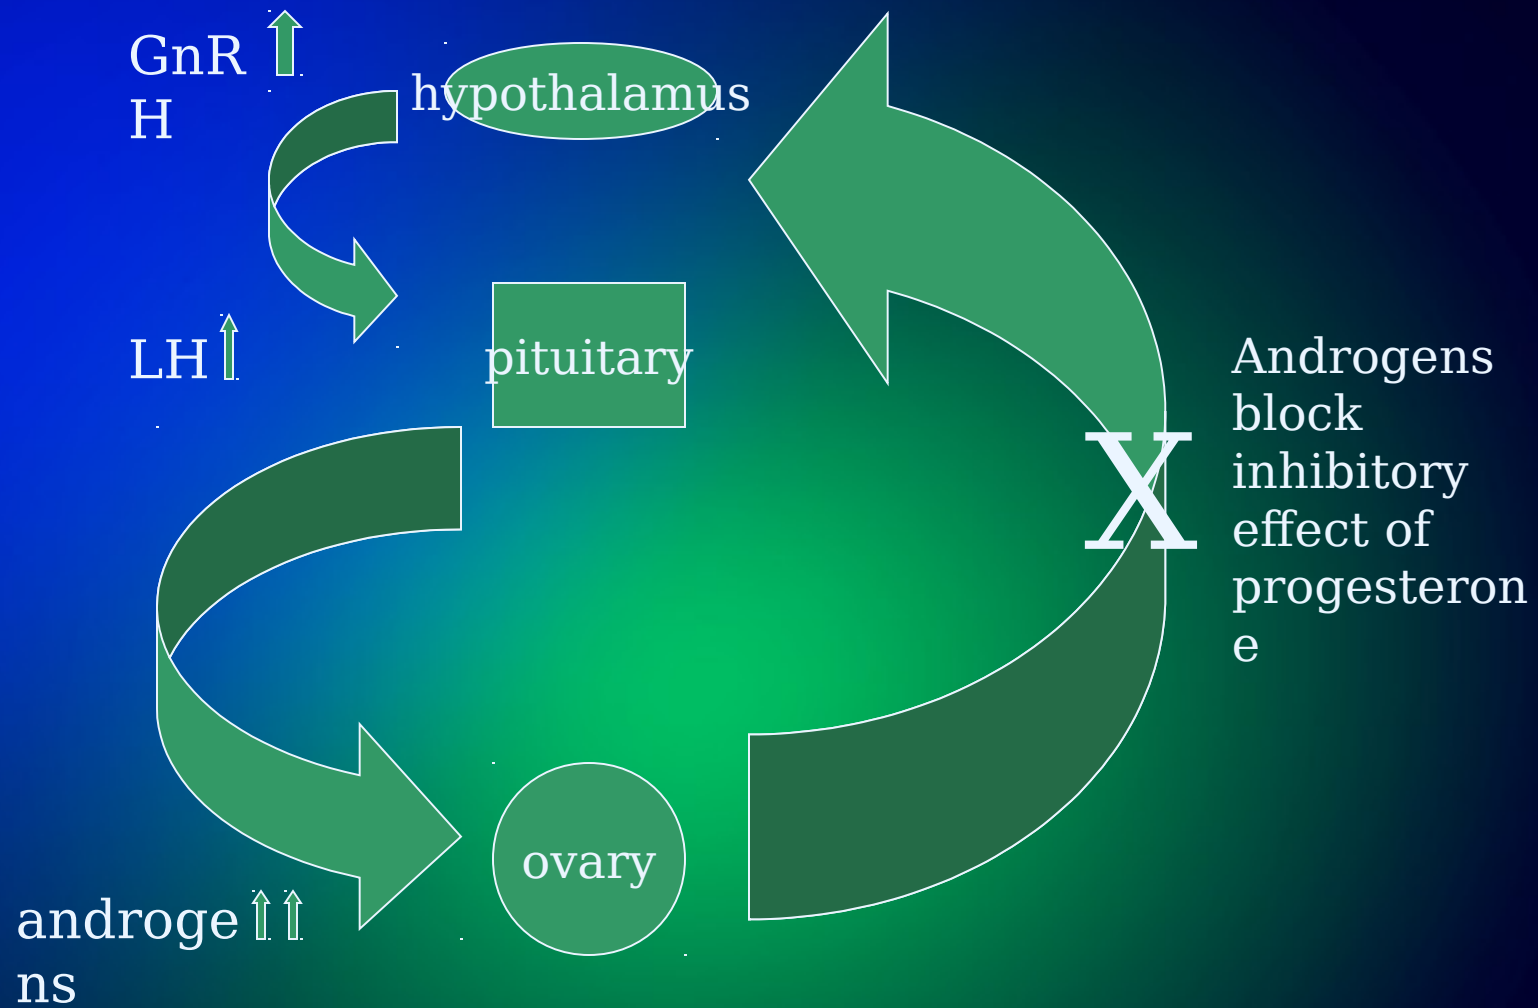 GnR
H
hypothalamus
LH
pituitary
Androgens
block
inhibitory
effect of
progesteron
e
X
ovary
androge
ns